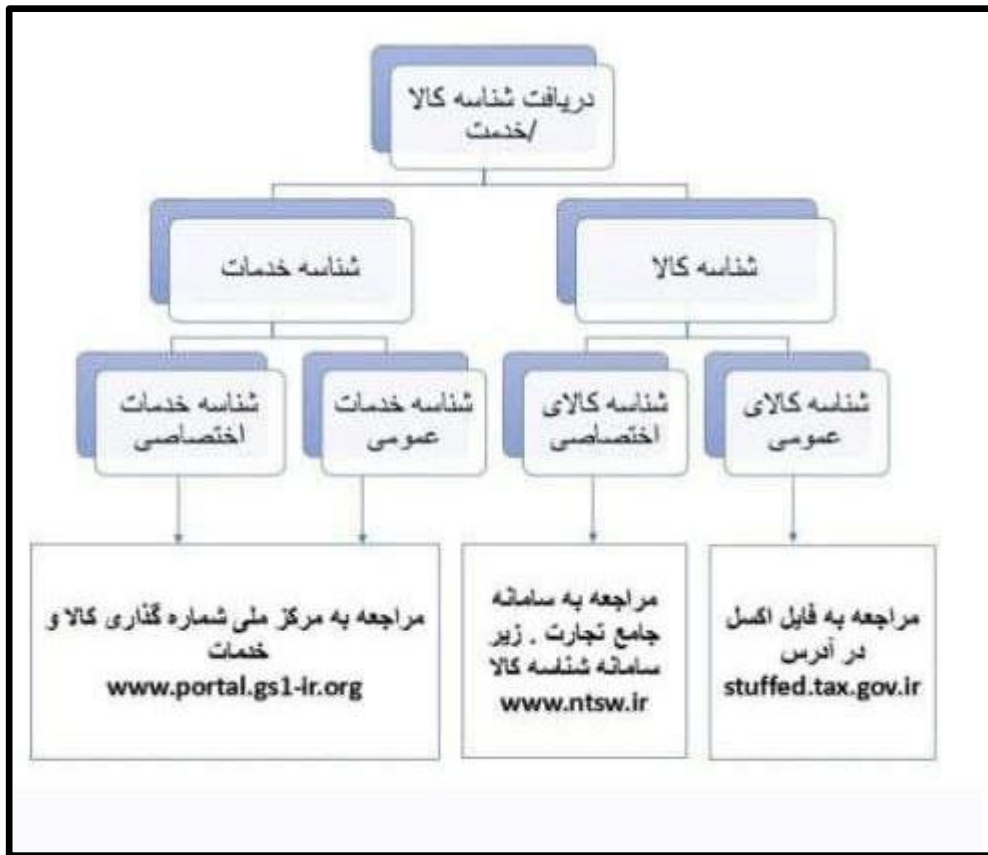 دریافت شناسه کالا
/خدمت
شناسه کالا
شناسه خدمات
شناسه کالای
عمومی
شناسه کالای
اختصاصی
شناسه خدمات
عمومی
شناسه خدمات
اختصاصی
مراجعه به فایل اکسل
در آدرس
stuffed.tax.gov.ir
مراجعه به سامانه
جامع تجارت . زیر
سامانه شناسه کالا
www.ntsw.ir
مراجعه به مرکز ملی شماره گذاری کالا و
خدمات
www.portal.gs1-ir.org